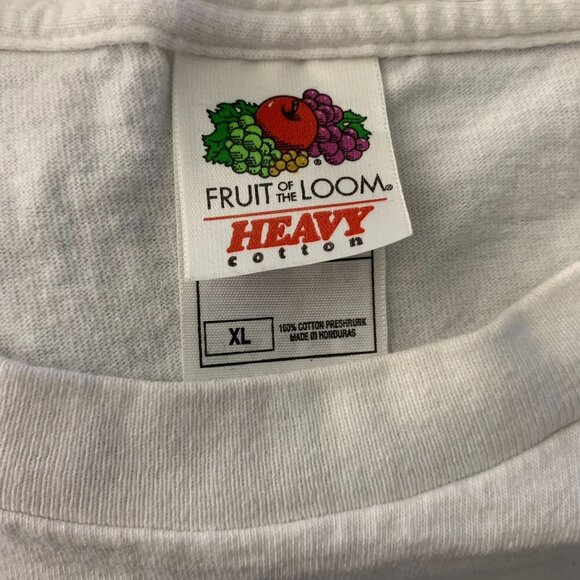 FRUIT OF THE LOOM®
HEAVY
cotton
XL
100% COTTON PRESHRUNK
MADE IN HONDURAS